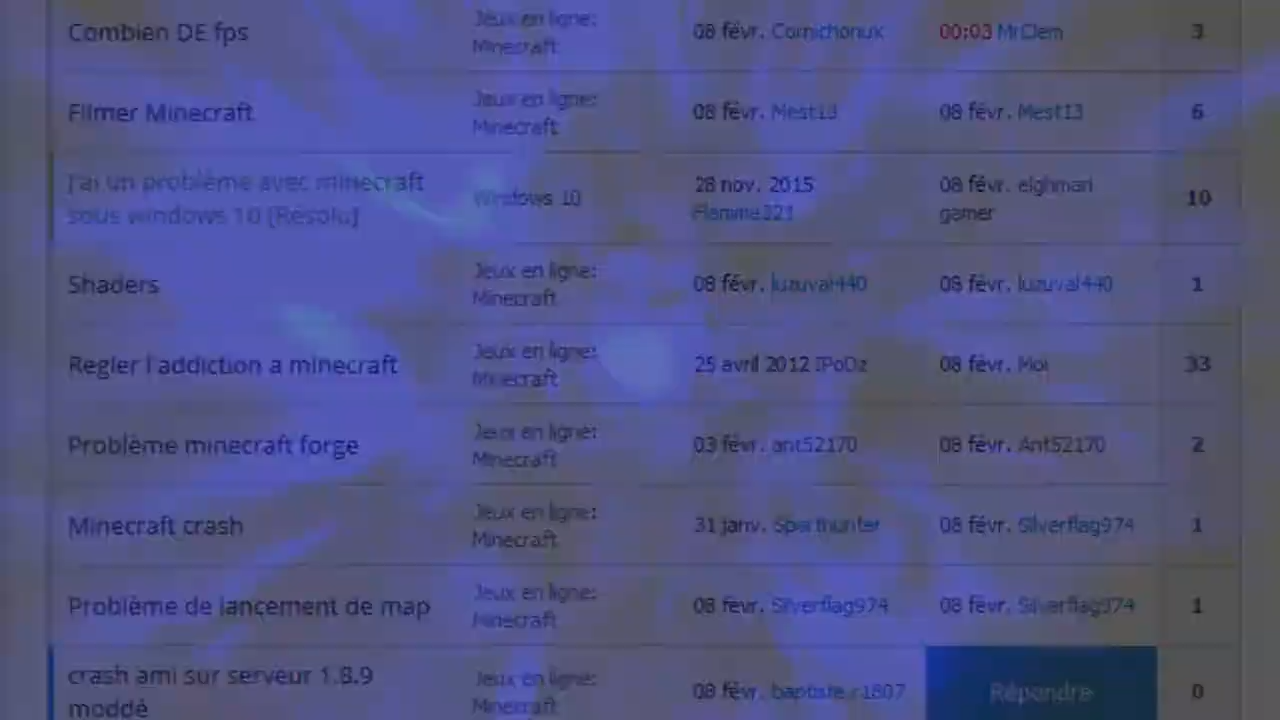 Combien DE fps
Jeux en ligne:
Minecraft
08 févr. Cornichonux
00:03 MrClem
3
Filmer Minecraft
Jeux en ligne:
Minecraft
08 févr. Mest13
08 févr. Mest13
6
J'ai un problème avec minecraft
sous windows 10 [Résolu]
Windows 10
28 nov. 2015
Flamme321
08 févr. elghmari
gamer
10
Shaders
Jeux en ligne:
Minecraft
08 févr. luzuval440
08 févr. luzuval440
1
Regler l'addiction a minecraft
Jeux en ligne:
Minecraft
25 avril 2012 IPoDz
08 févr. Moi
33
Problème minecraft forge
Jeux en ligne:
Minecraft
03 févr. ant52170
08 févr. Ant52170
2
Minecraft crash
Jeux en ligne:
Minecraft
31 janv. Sparthunter
08 févr. Silverflag974
1
Problème de lancement de map
Jeux en ligne:
Minecraft
08 févr. Silverflag974
08 févr. Silverflag974
1
crash ami sur serveur 1.8.9
moddé
Jeux en ligne:
Minecraft
08 févr. baptiste.r1807
Répondre
0